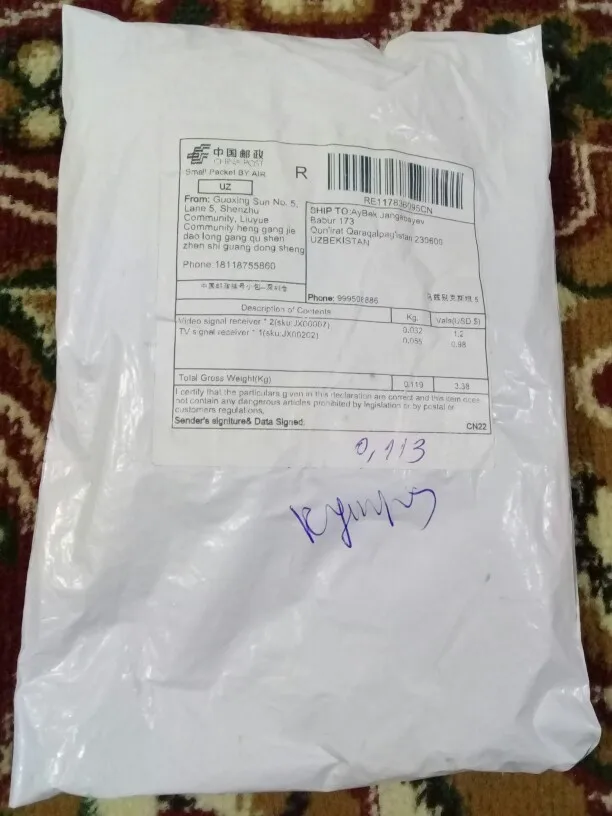 中国邮政
CHINA POST
Small Packet BY AIR
UZ
R
RE117836095CN
From: Guoxing Sun No. 5,
Lane 5, Shenzhu
Community, Liuyue
Community heng gang jie
dao long gang qu shen
zhen shi guang dong sheng
Phone:18118755860
SHIP TO:AyBek
Babur 173
Qun'irat Qaraqalpag'istan 230600
UZBEKISTAN
Phone: 999508886
Description of Contents
Kg.
Val(USD $)
Video signal receiver * 2(sku:JX00007)
0.032
1.2
TV signal receiver * 1(sku:JX00202)
0.055
0.98
Total Gross Weight(Kg)
0.119
3.38
I certify that the particulars given in this declaration are correct and this item does
not contain any dangerous articles prohibited by legislation or by postal or
customers regulations.
Sender's signiture& Data Signed:
CN22
0,113